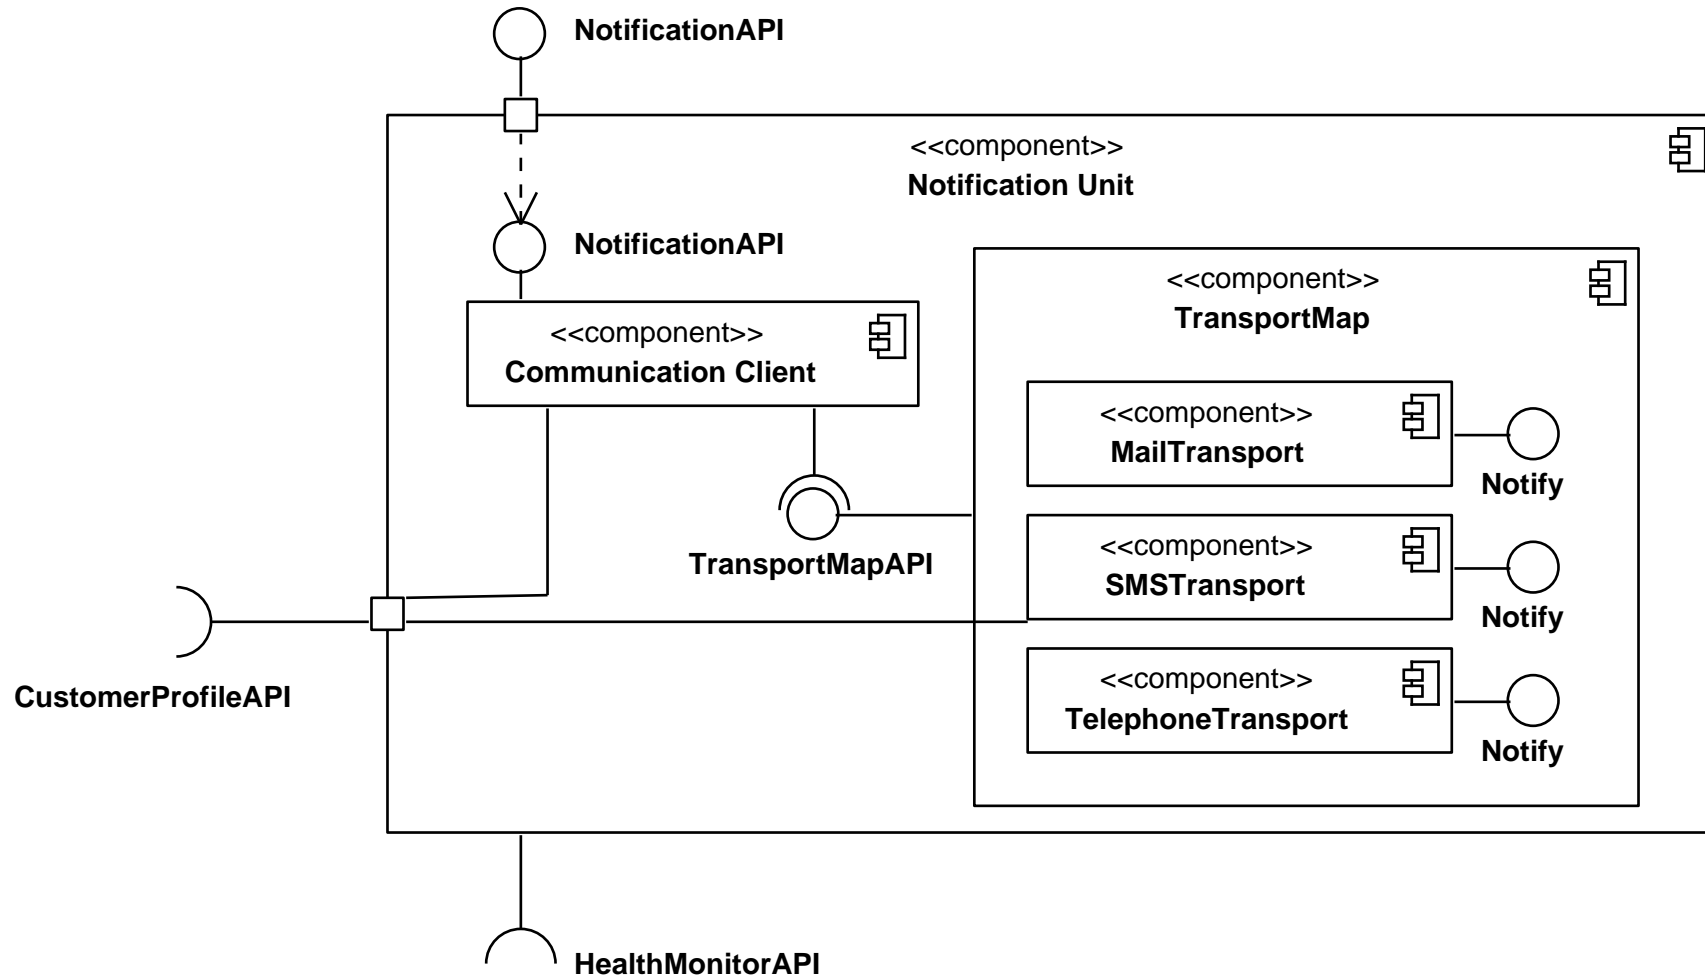 NotificationAPI
<<component>>
Notification Unit
NotificationAPI
<<component>>
TransportMap
<<component>>
Communication Client
<<component>>
MailTransport
Notify
TransportMapAPI
<<component>>
SMSTransport
Notify
CustomerProfileAPI
<<component>>
TelephoneTransport
Notify
HealthMonitorAPI